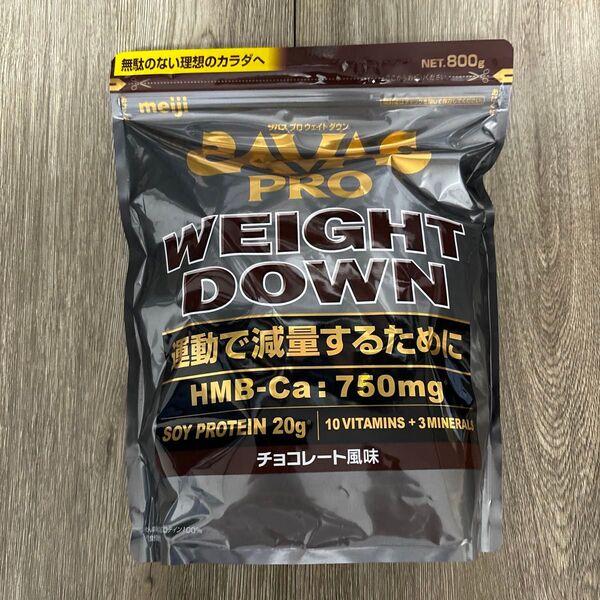 無駄のない理想のカラダへ
NET.800g
meiji
ザバス プロ ウェイト ダウン
SAVAS
PRO
WEIGHT
DOWN
運動で減量するために
HMB-Ca:750mg
SOY PROTEIN 20g
10 VITAMINS + 3 MINERALS
チョコレート風味